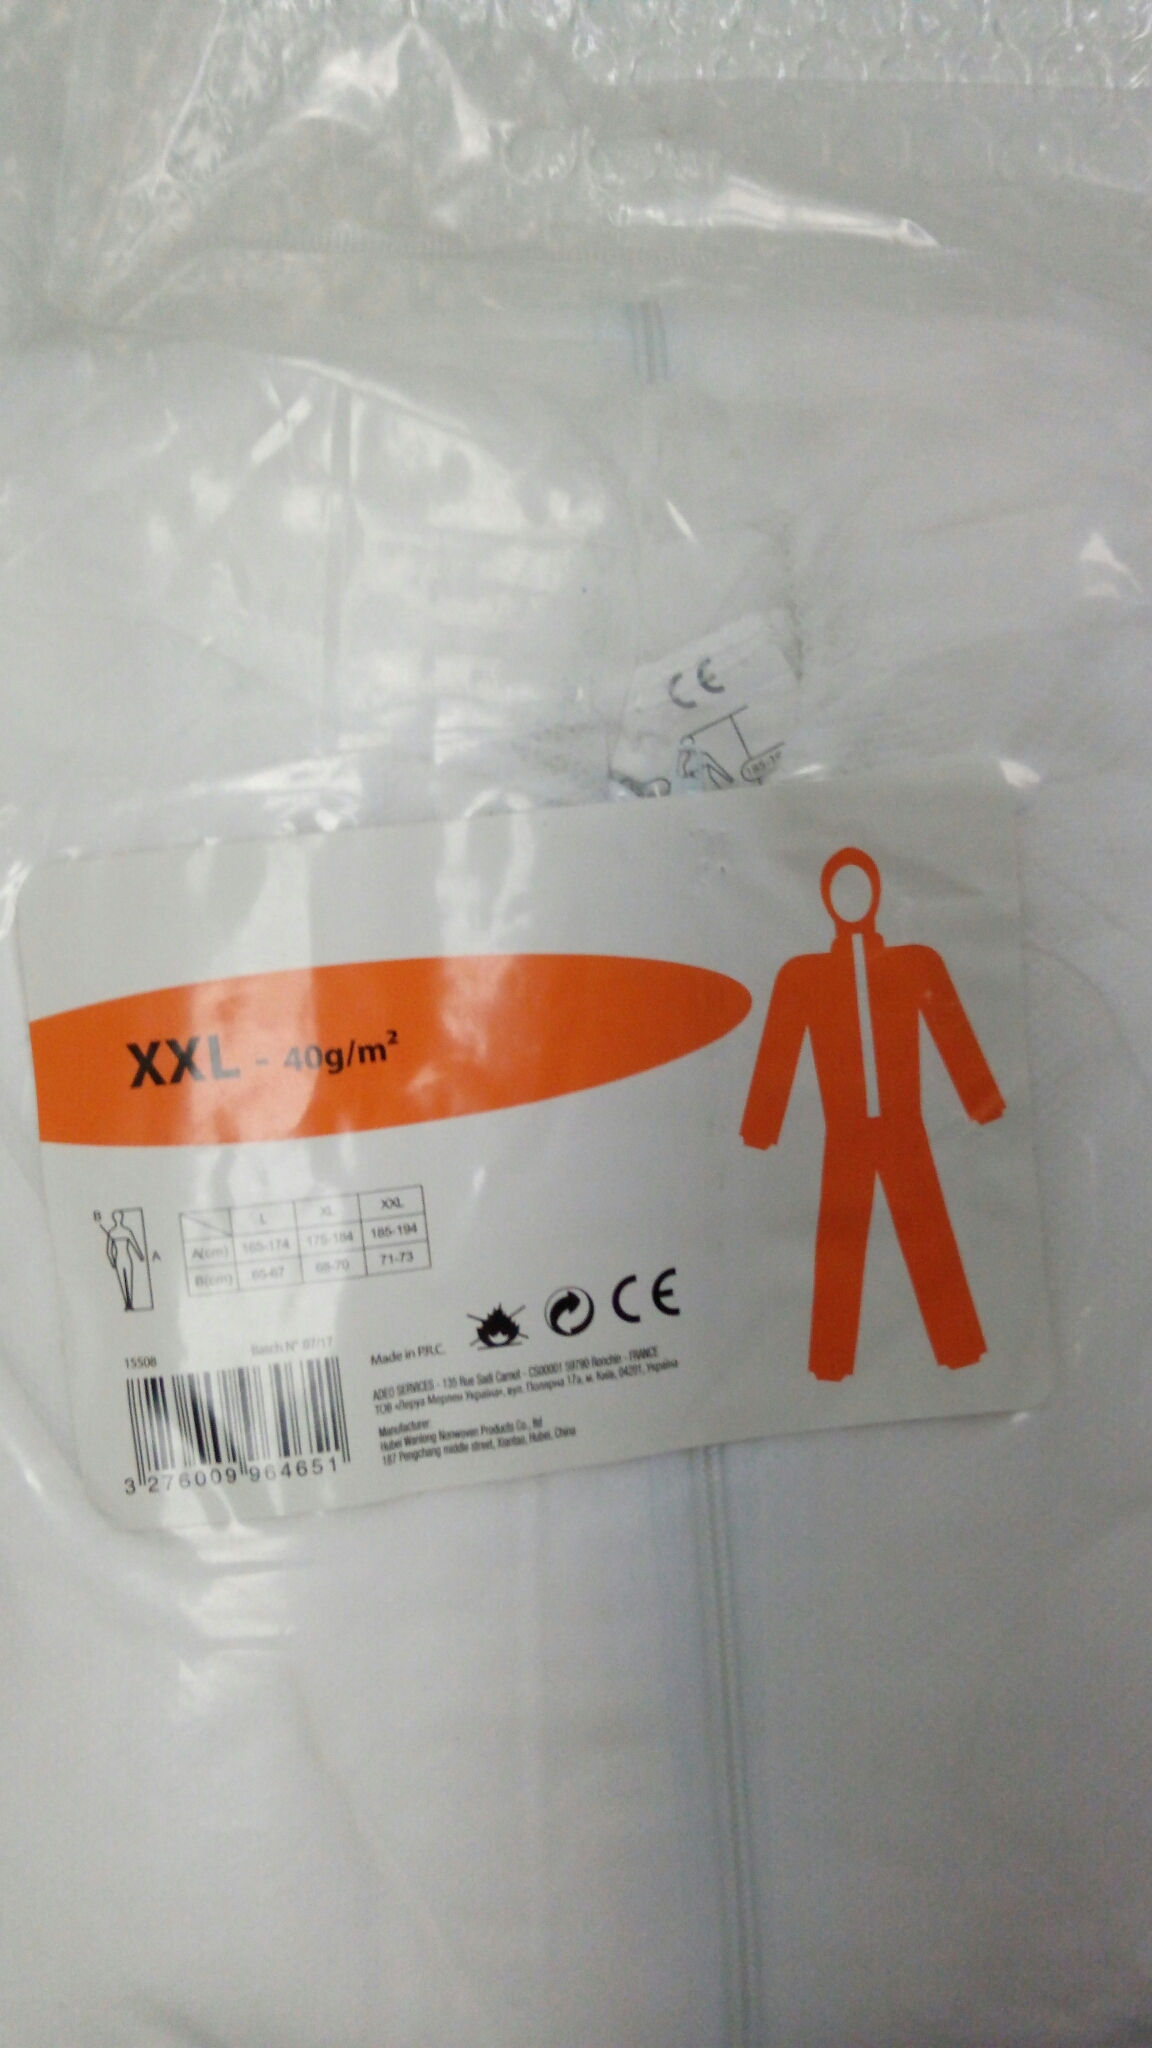 CE
185-19
XXL - 40g/m²
B
A
L XL XXL
A(cm) 165-174 175-184 185-194
B(cm) 65-67 68-70 71-73
CE
15508
Batch N° 07/17
Made in P.R.C.
ADEO SERVICES - 135 Rue Sadi Carnot - CS00001 59790 Ronchin - FRANCE
ТОВ «Леруа Мерлен Україна», вул. Полярна 17а, м. Київ, 04201, Україна
Manufacturer:
Hubei Wanlong Nonwoven Products Co., ltd
187 Pengchang middle street, Xiantao, Hubei, China
3 276009 964651